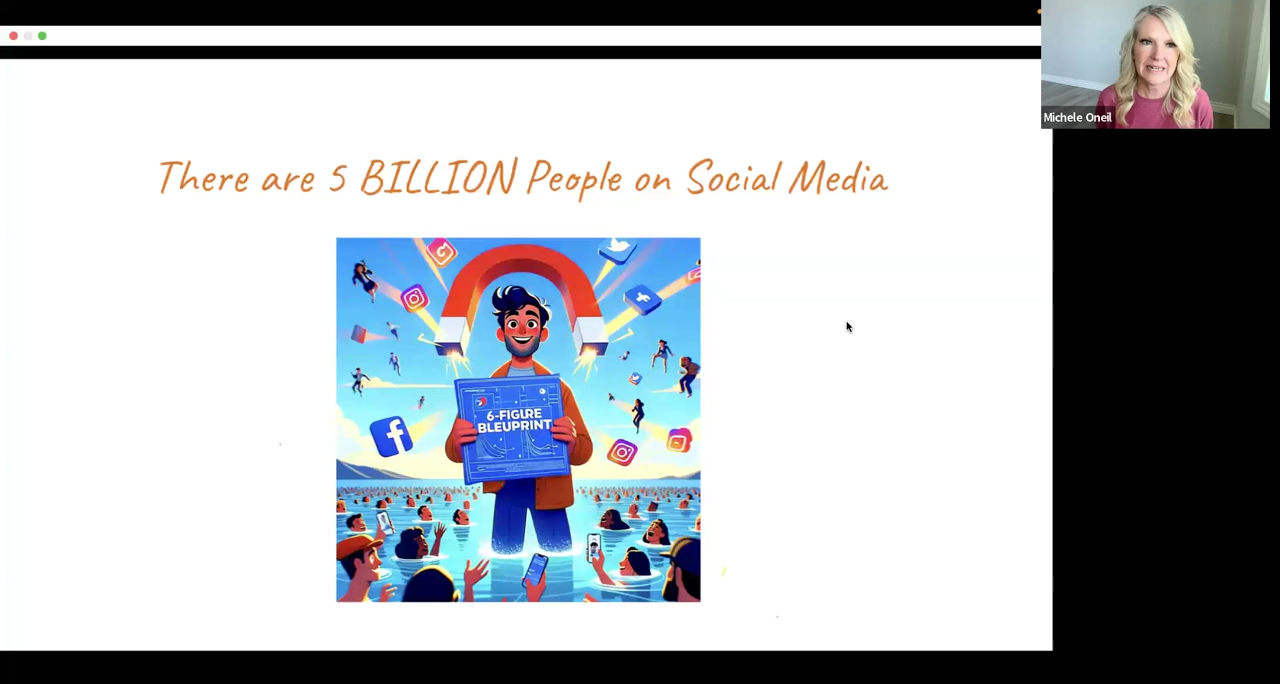 Michele Oneil
There are 5 BILLION People on Social Media
6-FIGURE
BLEUPRINT